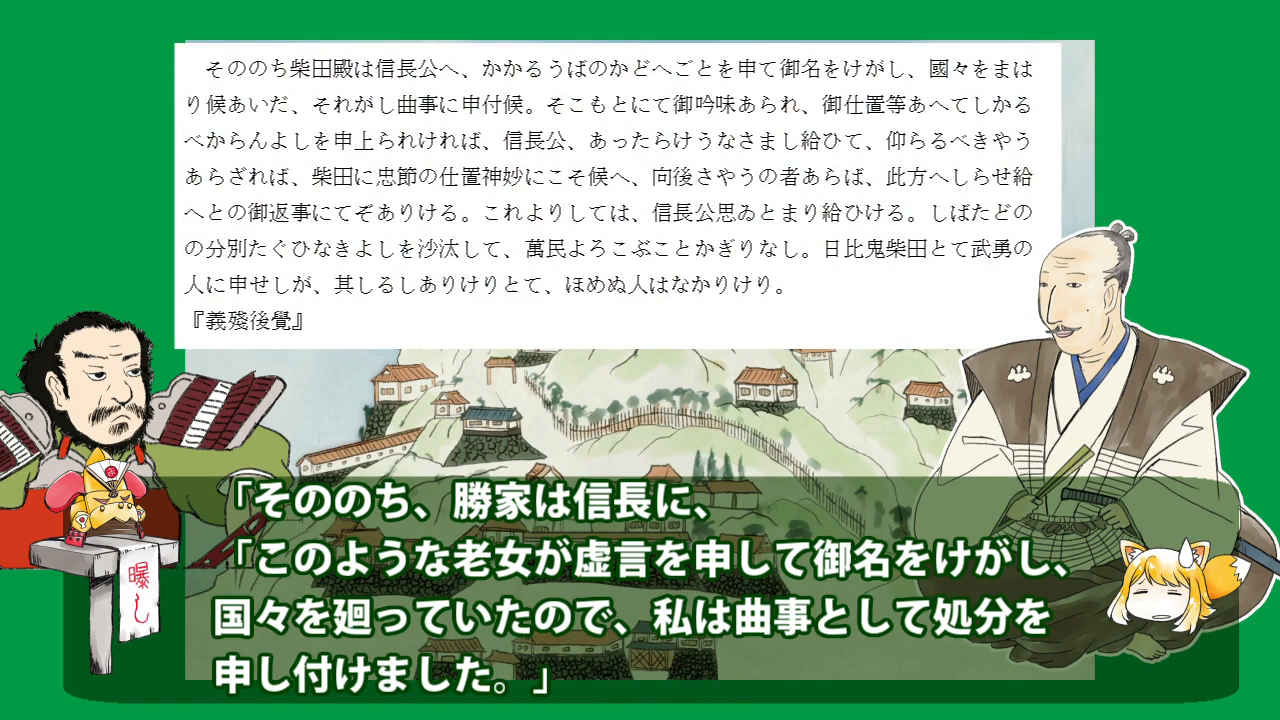 そののち柴田殿は信長公へ、かかるうばのかどへごとを申て御名をけがし、國々をまは
り候あいだ、それがし曲事に申付候。そこもとにて御吟味あられ、御仕置等あへてしかる
べからんよしを申上られければ、信長公、あったらけうなさまし給ひて、仰らるべきやう
あらざれば、柴田に忠節の仕置神妙にこそ候へ、向後さやうの者あらば、此方へしらせ給
へとの御返事にてぞありける。これよりしては、信長公思ゐとまり給ひける。しばたどの
の分別たぐひなきよしを沙汰して、萬民よろこぶことかぎりなし。日比鬼柴田とて武勇の
人に申せしが、其しるしありけりとて、ほめぬ人はなかりけり。
『義殘後覺』
「そののち、勝家は信長に、
「このような老女が虚言を申して御名をけがし、
国々を廻っていたので、私は曲事として処分を
申し付けました。」
曝し